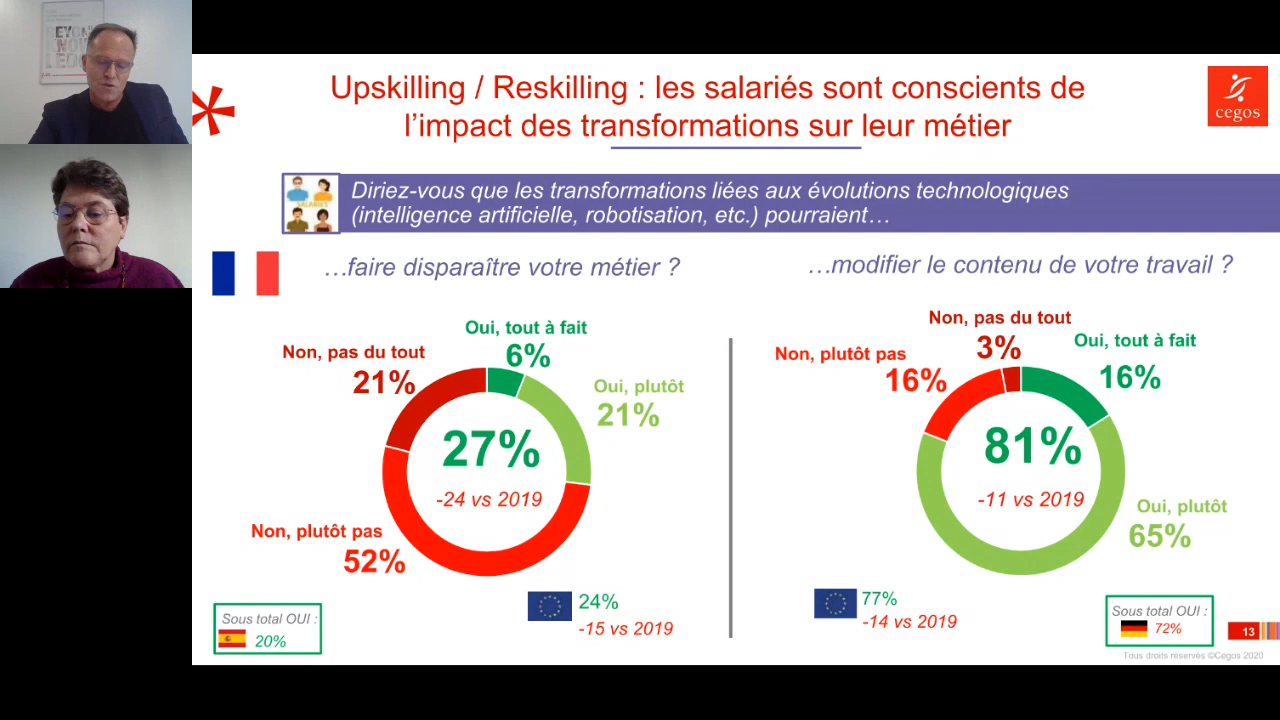 BEYOND
KNOW
LEDGE
Upskilling / Reskilling : les salariés sont conscients de
l'impact des transformations sur leur métier
cegos
SALARIÉS
Diriez-vous que les transformations liées aux évolutions technologiques
(intelligence artificielle, robotisation, etc.) pourraient…
…faire disparaître votre métier ?
Oui, tout à fait
6%
Non, pas du tout
21%
Oui, plutôt
21%
27%
-24 vs 2019
Non, plutôt pas
52%
24%
-15 vs 2019
Sous total OUI :
20%
…modifier le contenu de votre travail ?
Non, pas du tout
3%
Oui, tout à fait
16%
Non, plutôt pas
16%
81%
-11 vs 2019
Oui, plutôt
65%
77%
-14 vs 2019
Sous total OUI :
72%
13
Tous droits réservés ©Cegos 2020